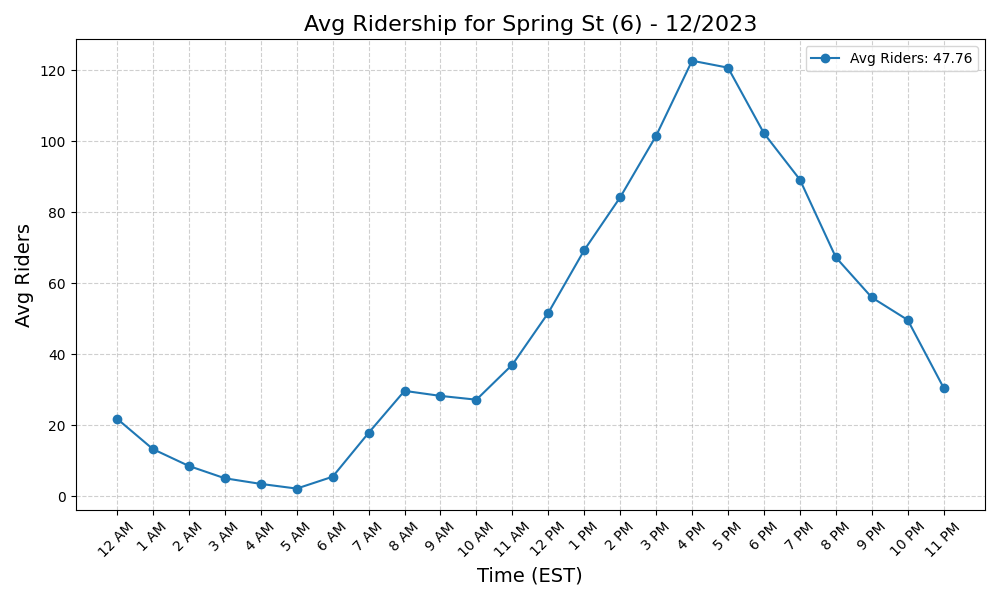 Avg Ridership for Spring St (6) - 12/2023
Avg Riders: 47.76
Avg Riders
120
100
80
60
40
20
0
12 AM
1 AM
2 AM
3 AM
4 AM
5 AM
6 AM
7 AM
8 AM
9 AM
10 AM
11 AM
12 PM
1 PM
2 PM
3 PM
4 PM
5 PM
6 PM
7 PM
8 PM
9 PM
10 PM
11 PM
Time (EST)